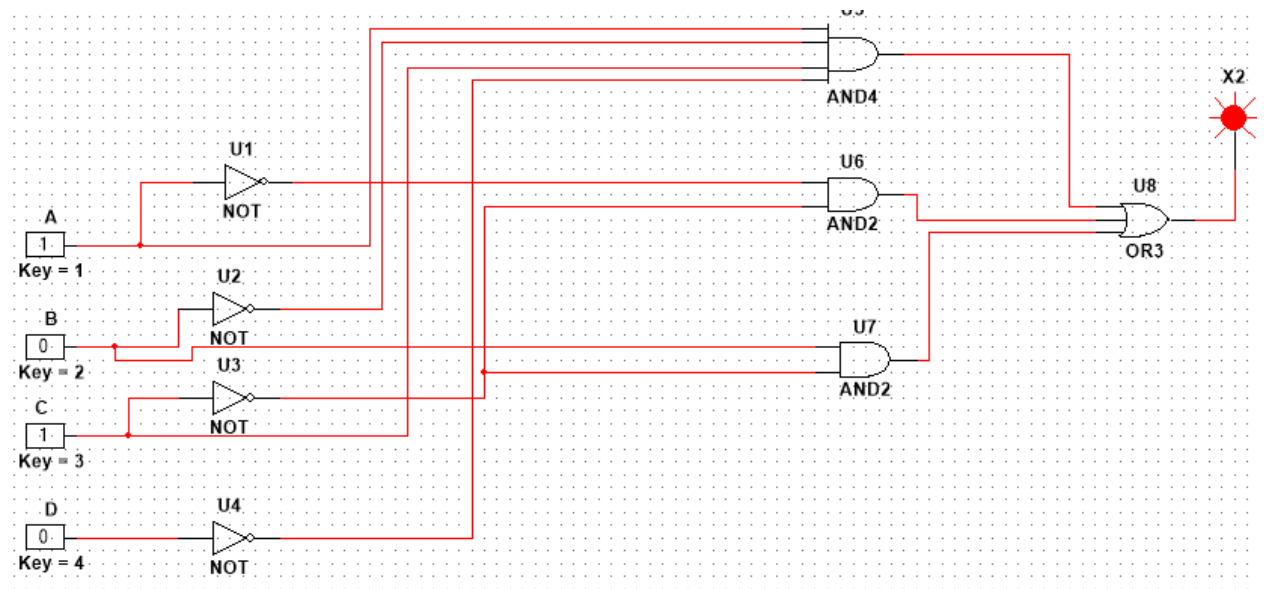 AND4
X2
U1
NOT
U6
AND2
U8
OR3
A
1
Key = 1
U2
NOT
B
0
Key = 2
U7
AND2
U3
NOT
C
1
Key = 3
U4
NOT
D
0
Key = 4